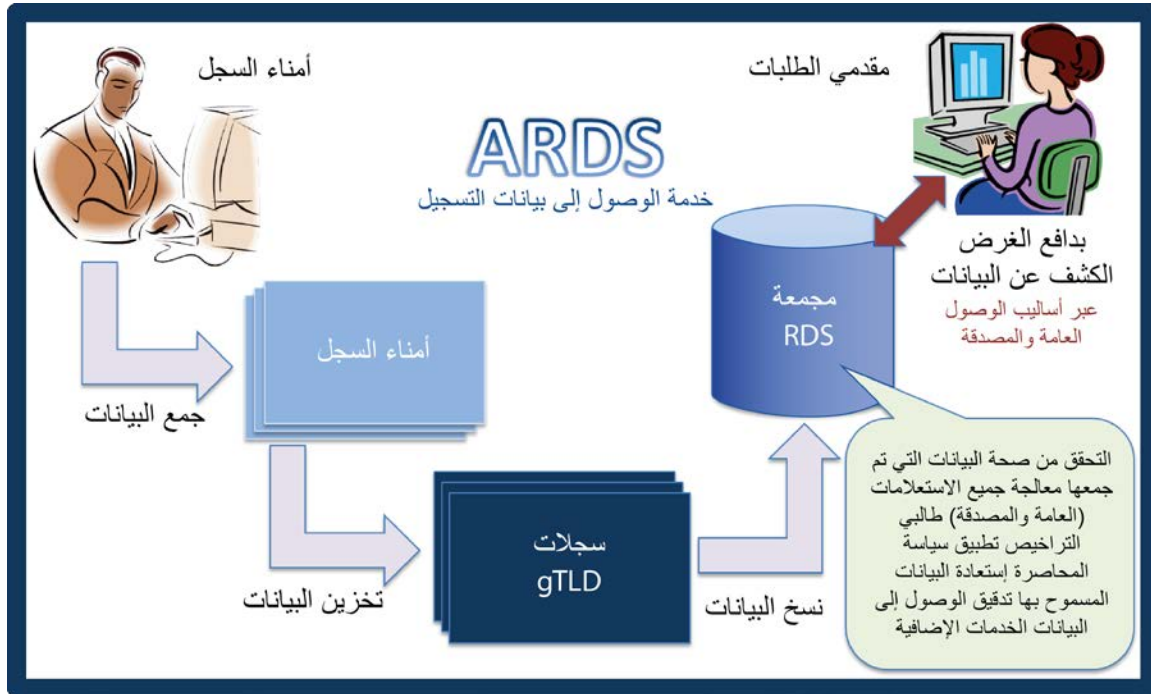 أمناء السجل
مقدمي الطلبات
ARDS
خدمة الوصول إلى بيانات التسجيل
بدافع الغرض
الكشف عن البيانات
عبر أساليب الوصول
العامة والمصدقة
مجمعة
RDS
أمناء السجل
جمع البيانات
سجلات
gTLD
تخزين البيانات
نسخ البيانات
التحقق من صحة البيانات التي تم
جمعها معالجة جميع الاستعلامات
(العامة والمصدقة) طالبي
التراخيص تطبيق سياسة
المحاصرة إستعادة البيانات
المسموح بها تدقيق الوصول إلى
البيانات الخدمات الإضافية